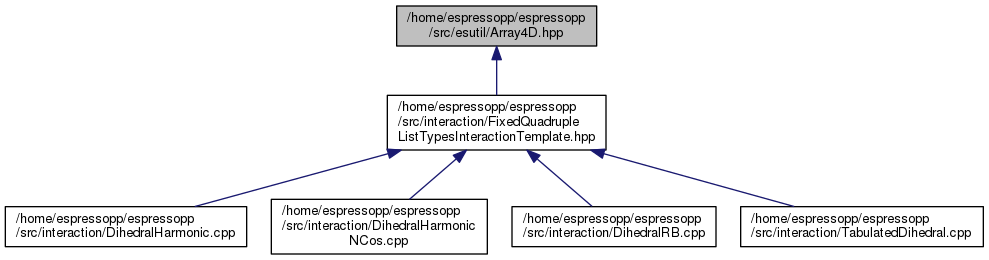 /home/espressopp/espressopp
/src/esutil/Array4D.hpp
/home/espressopp/espressopp
/src/interaction/FixedQuadruple
ListTypesInteractionTemplate.hpp
/home/espressopp/espressopp
/src/interaction/DihedralHarmonic.cpp
/home/espressopp/espressopp
/src/interaction/DihedralHarmonic
NCos.cpp
/home/espressopp/espressopp
/src/interaction/DihedralRB.cpp
/home/espressopp/espressopp
/src/interaction/TabulatedDihedral.cpp